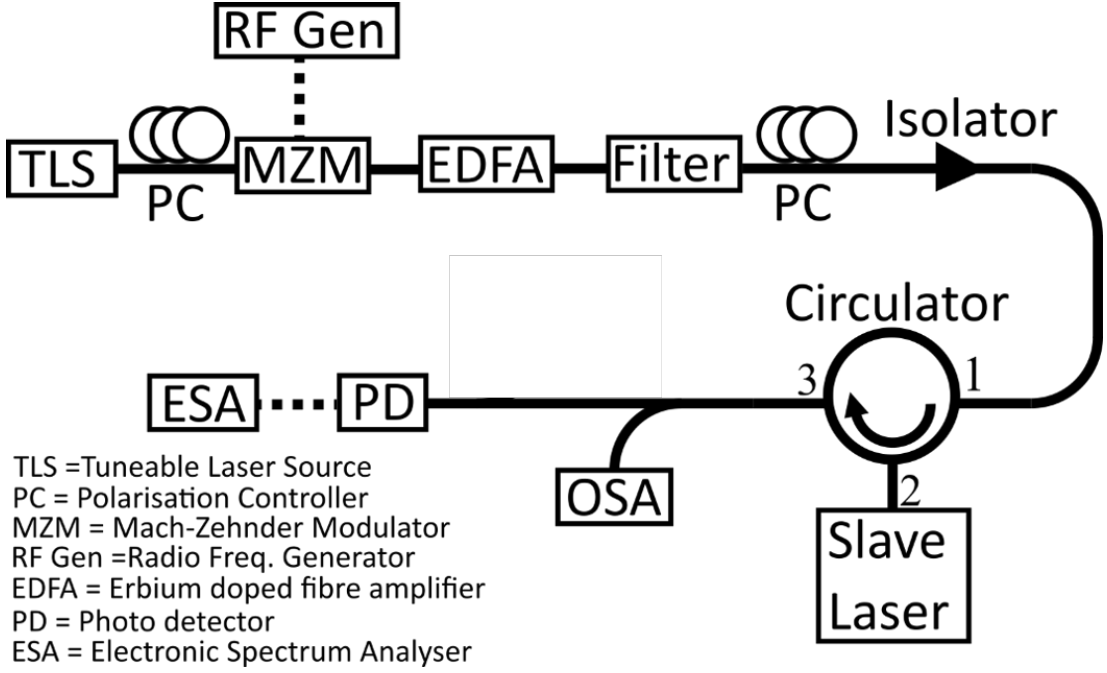 RF Gen
TLS
PC
MZM
EDFA
Filter
PC
Isolator
Circulator
1
2
3
Slave
Laser
OSA
PD
ESA
TLS =Tuneable Laser Source
PC = Polarisation Controller
MZM = Mach-Zehnder Modulator
RF Gen =Radio Freq. Generator
EDFA = Erbium doped fibre amplifier
PD = Photo detector
ESA = Electronic Spectrum Analyser